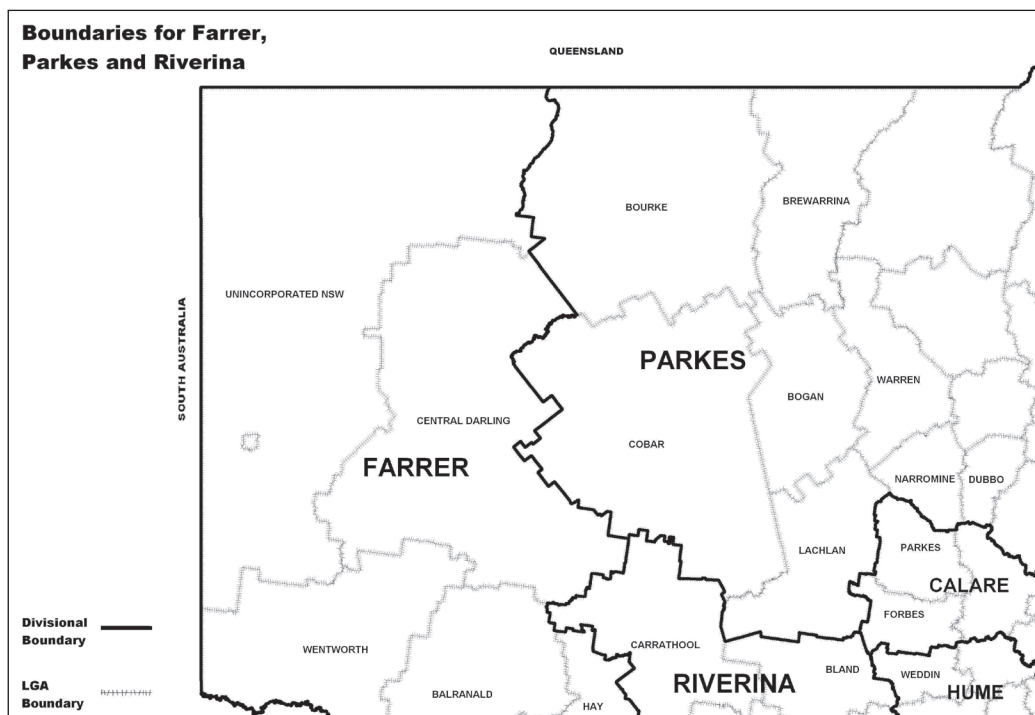 Boundaries for Farrer,
Parkes and Riverina
QUEENSLAND
BOURKE
BREWARRINA
UNINCORPORATED NSW
SOUTH AUSTRALIA
PARKES
WARREN
BOGAN
CENTRAL DARLING
COBAR
FARRER
NARROMINE
DUBBO
PARKES
LACHLAN
CALARE
FORBES
Divisional
Boundary
WENTWORTH
CARRATHOOL
BLAND
WEDDIN
RIVERINA
HUME
LGA
Boundary
BALRANALD
HAY